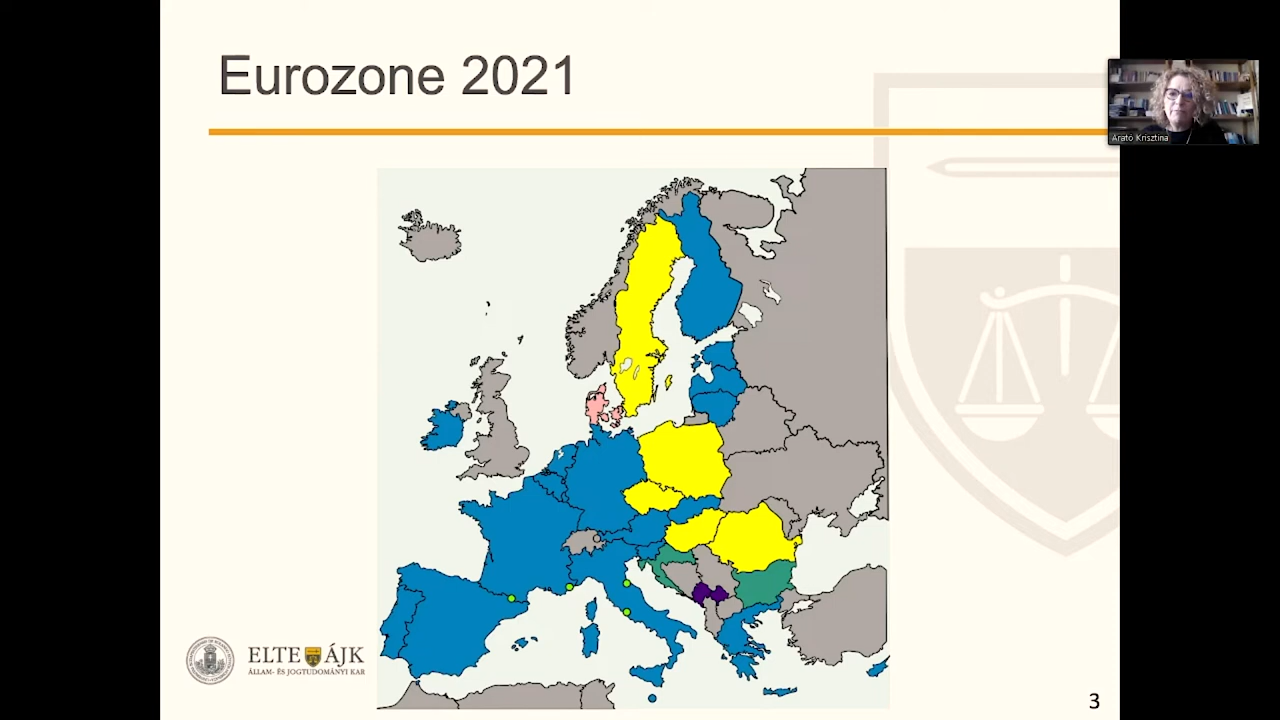 Eurozone 2021
Arató Krisztina
ELTE ÁJK
ÁLLAM- ÉS JOGTUDOMÁNYI KAR
3